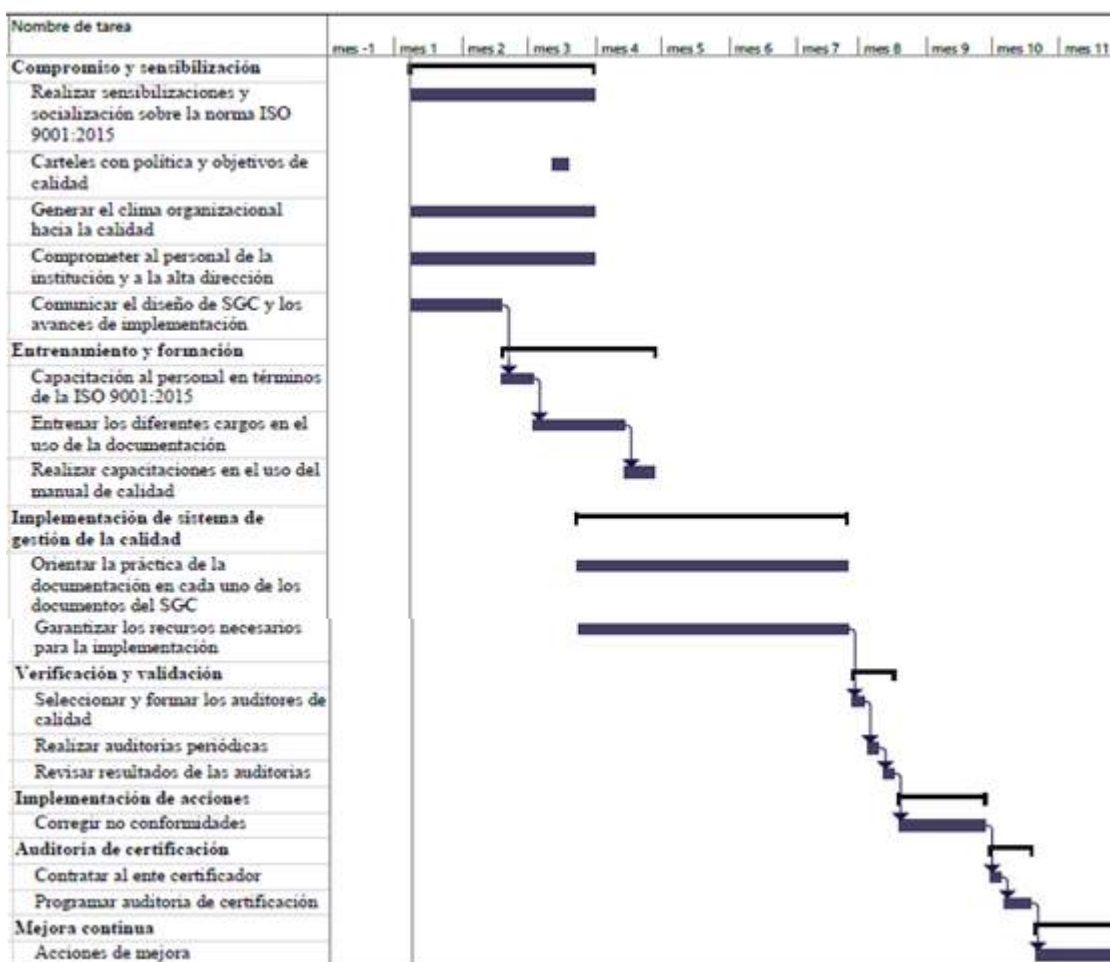 Nombre de tarea
mes -1 mes 1 mes 2 mes 3 mes 4 mes 5 mes 6 mes 7 mes 8 mes 9 mes 10 mes 11
Compromiso y sensibilización
Realizar sensibilizaciones y
socialización sobre la norma ISO
9001:2015
Carteles con política y objetivos de
calidad
Generar el clima organizacional
hacia la calidad
Comprometer al personal de la
institución y a la alta dirección
Comunicar el diseño de SGC y los
avances de implementación
Entrenamiento y formación
Capacitación al personal en términos
de la ISO 9001:2015
Entrenar los diferentes cargos en el
uso de la documentación
Realizar capacitaciones en el uso del
manual de calidad
Implementación de sistema de
gestión de la calidad
Orientar la práctica de la
documentación en cada uno de los
documentos del SGC
Garantizar los recursos necesarios
para la implementación
Verificación y validación
Seleccionar y formar los auditores de
calidad
Realizar auditorias periódicas
Revisar resultados de las auditorias
Implementación de acciones
Corregir no conformidades
Auditoria de certificación
Contratar al ente certificador
Programar auditoria de certificación
Mejora continua
Acciones de mejora